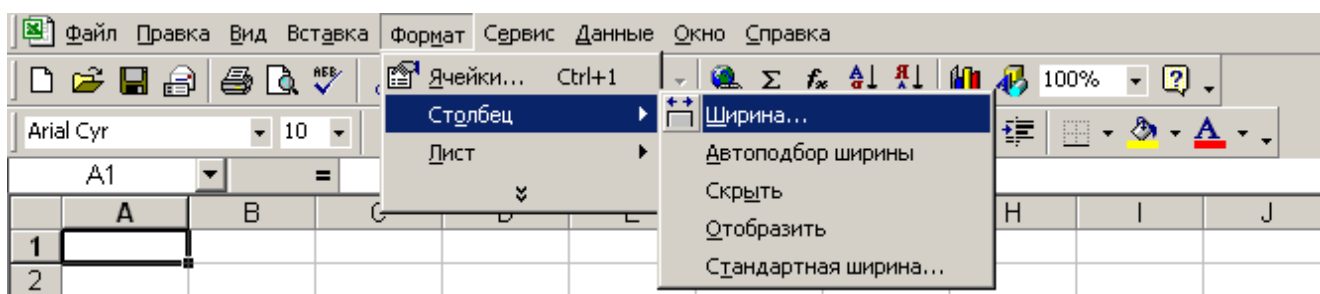 Файл Правка Вид Вставка Формат Сервис Данные Окно Справка
Ячейки... Ctrl+1
100%
Столбец
Ширина...
Arial Cyr 10
Лист
Автоподбор ширины
A1 =
Скрыть
A B C D E H I J
Отобразить
1
Стандартная ширина...
2